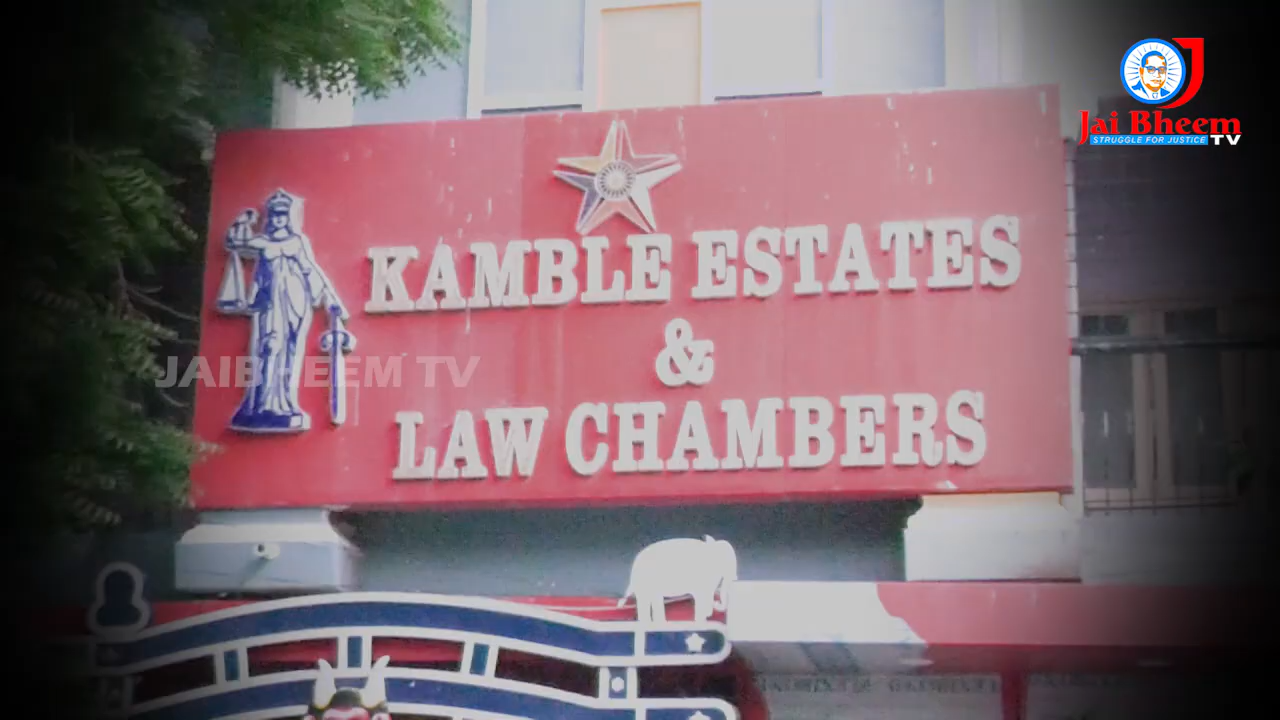 Jai Bheem
STRUGGLE FOR JUSTICE TV
KAMBLE ESTATES
&
LAW CHAMBERS
JAIBHEEM TV